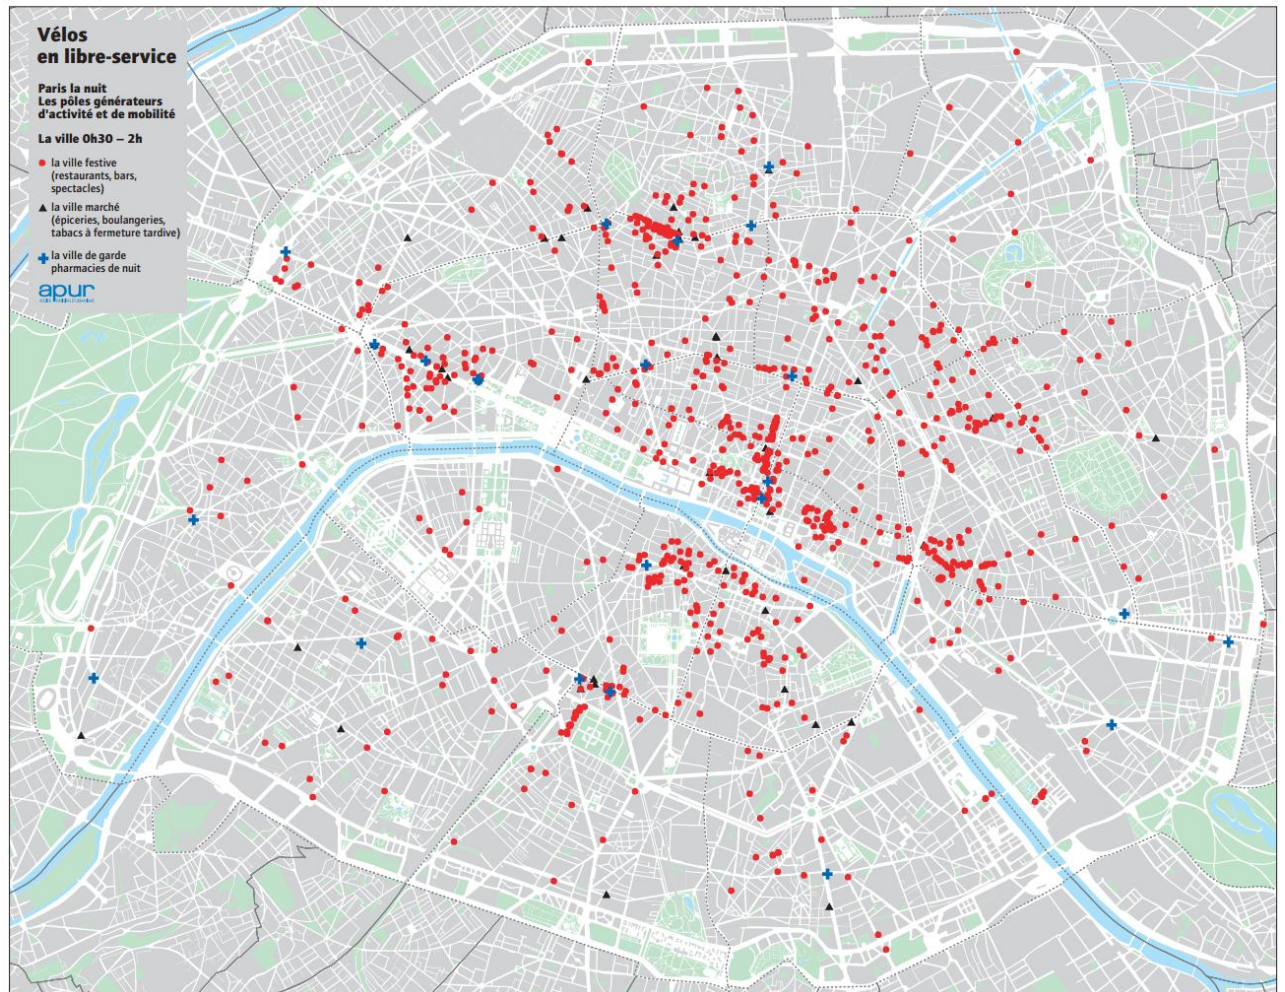 Vélos
en libre-service
Paris la nuit
Les pôles générateurs
d'activité et de mobilité
La ville 0h30 – 2h
la ville festive
(restaurants, bars,
spectacles)
la ville marché
(épiceries, boulangeries,
tabacs à fermeture tardive)
la ville de garde
pharmacies de nuit
apur